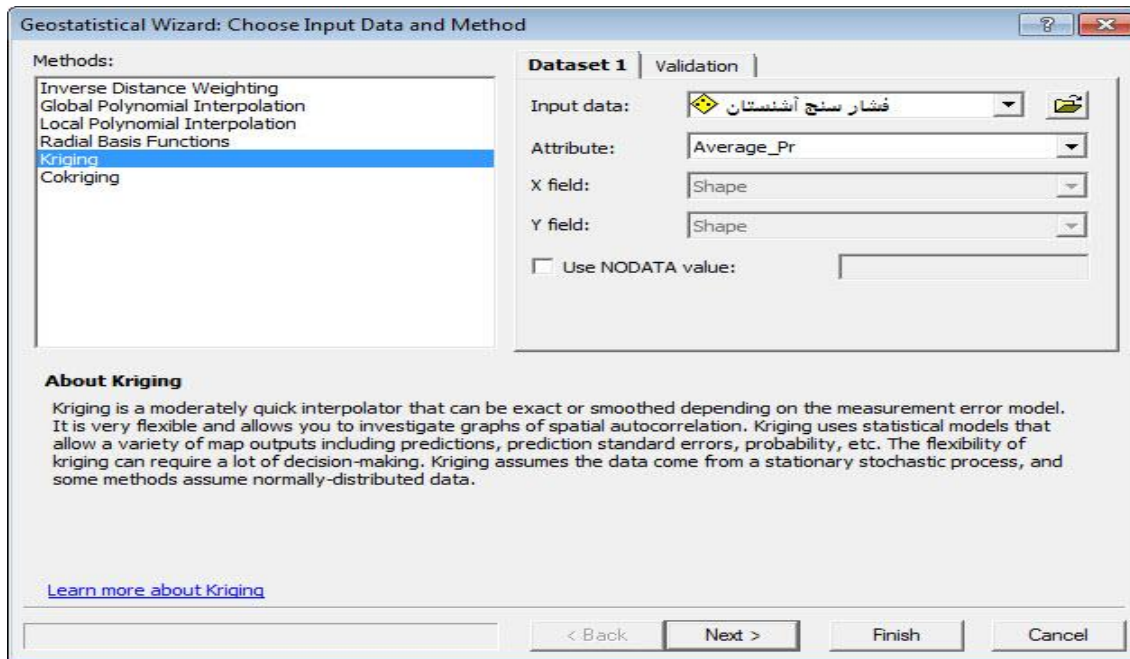 Geostatistical Wizard: Choose Input Data and Method
Methods:
Inverse Distance Weighting
Global Polynomial Interpolation
Local Polynomial Interpolation
Radial Basis Functions
Kriging
Cokriging
Dataset 1
Validation
Input data:
فشار سنج آشنستان
Attribute:
Average_Pr
X field:
Shape
Y field:
Shape
Use NODATA value:
About Kriging
Kriging is a moderately quick interpolator that can be exact or smoothed depending on the measurement error model.
It is very flexible and allows you to investigate graphs of spatial autocorrelation. Kriging uses statistical models that
allow a variety of map outputs including predictions, prediction standard errors, probability, etc. The flexibility of
kriging can require a lot of decision-making. Kriging assumes the data come from a stationary stochastic process, and
some methods assume normally-distributed data.
Learn more about Kriging
< Back
Next >
Finish
Cancel